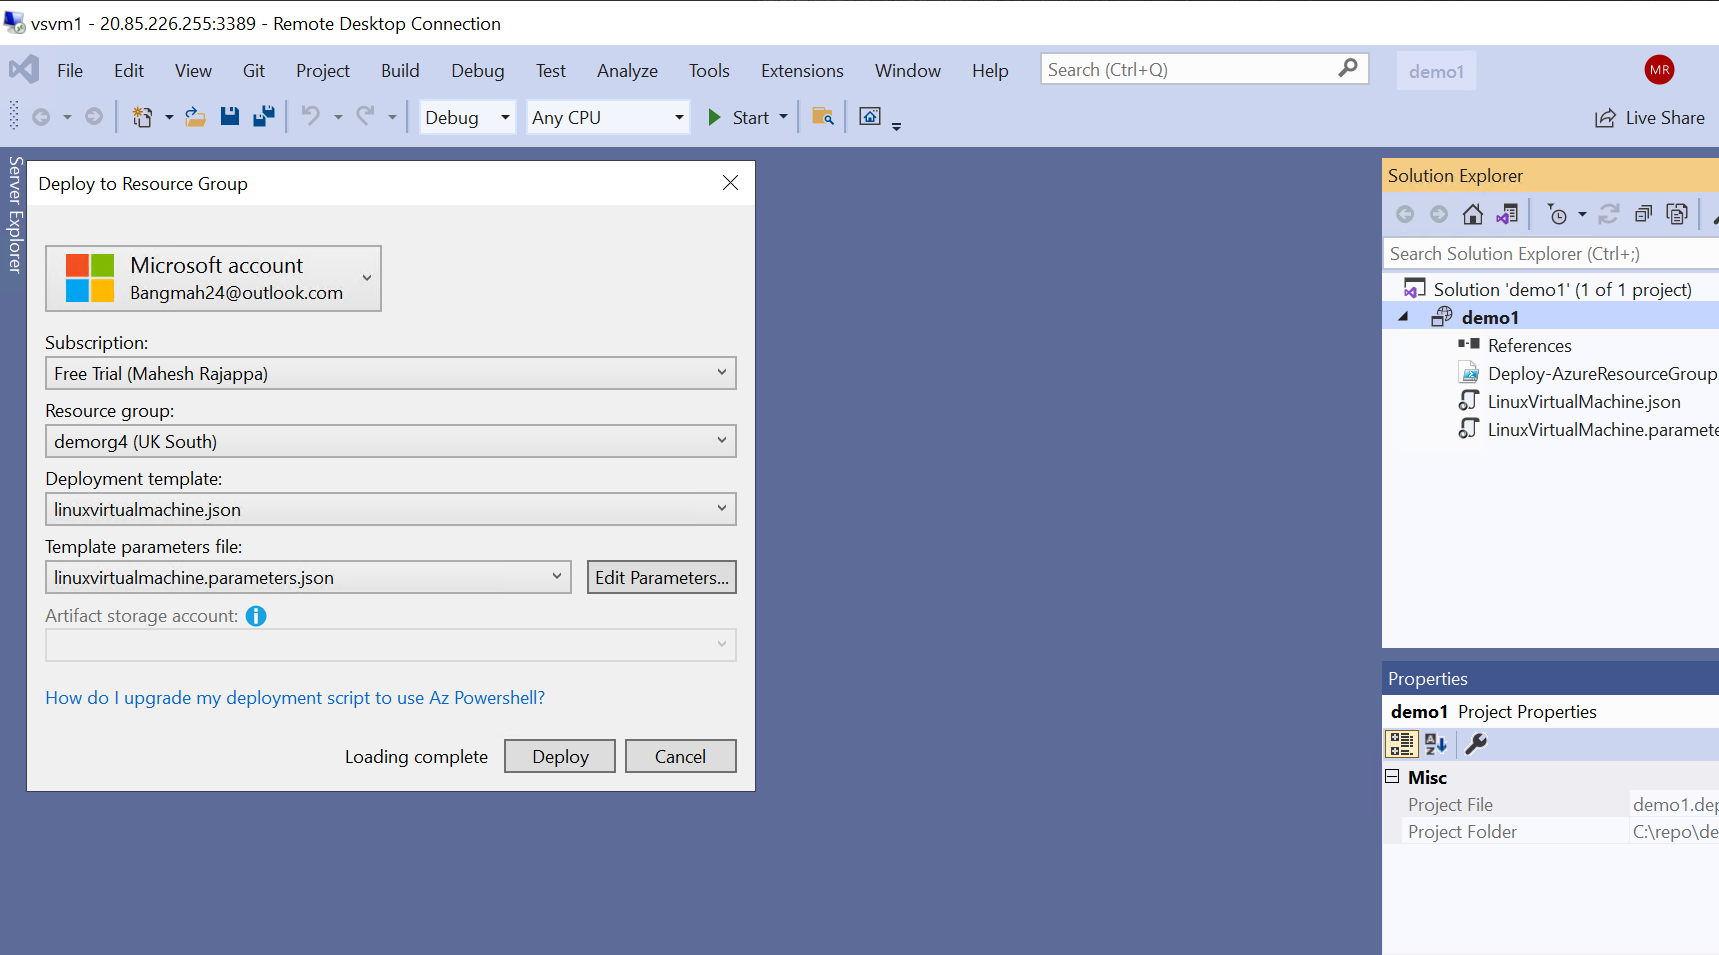 vsvm1 - 20.85.226.255:3389 - Remote Desktop Connection
File Edit View Git Project Build Debug Test Analyze Tools Extensions Window Help Search (Ctrl+Q) demo1 MR
Debug Any CPU Start Live Share
Server Explorer
Deploy to Resource Group
Microsoft account
Bangmah24@outlook.com
Subscription:
Free Trial (Mahesh Rajappa)
Resource group:
demorg4 (UK South)
Deployment template:
linuxvirtualmachine.json
Template parameters file:
linuxvirtualmachine.parameters.json Edit Parameters...
Artifact storage account: i
How do I upgrade my deployment script to use Az Powershell?
Loading complete Deploy Cancel
Solution Explorer
Search Solution Explorer (Ctrl+;)
Solution 'demo1' (1 of 1 project)
demo1
References
Deploy-AzureResourceGroup
LinuxVirtualMachine.json
LinuxVirtualMachine.paramete
Properties
demo1 Project Properties
Misc
Project File demo1.dep
Project Folder C:\repo\de